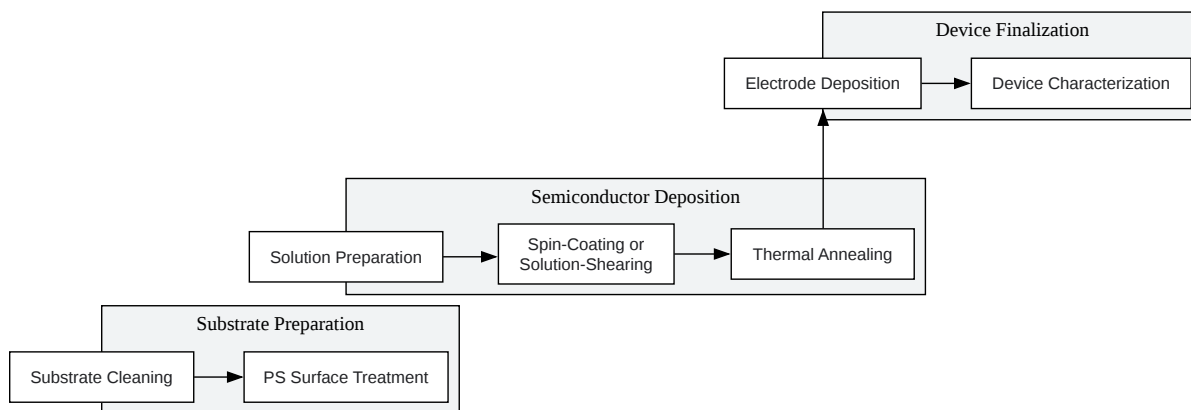 Device Finalization
Electrode Deposition
Device Characterization
Semiconductor Deposition
Solution Preparation
Spin-Coating or
Solution-Shearing
Thermal Annealing
Substrate Preparation
Substrate Cleaning
PS Surface Treatment